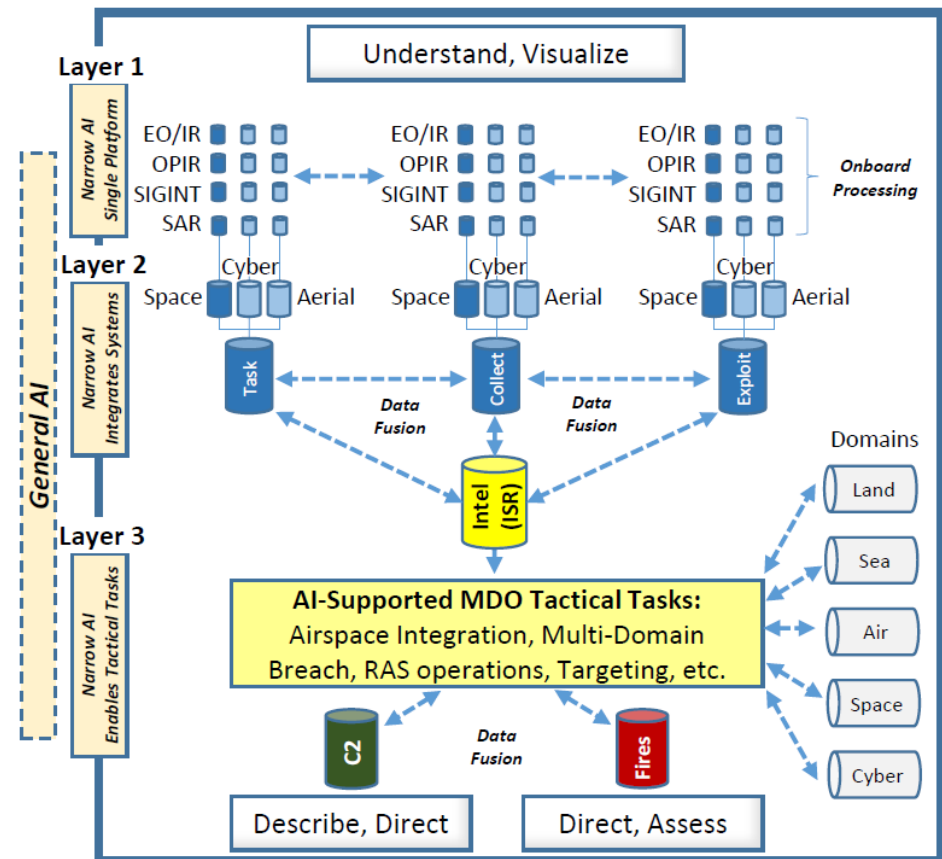 Understand, Visualize
Layer 1
Narrow AI
Single Platform
EO/IR
OPIR
SIGINT
SAR
EO/IR
OPIR
SIGINT
SAR
EO/IR
OPIR
SIGINT
SAR
Onboard
Processing
Layer 2
Narrow AI
Integrates Systems
Cyber
Space
Aerial
Cyber
Space
Aerial
Cyber
Space
Aerial
Task
Collect
Exploit
Data
Fusion
Data
Fusion
General AI
Intel
(ISR)
Domains
Land
Sea
Air
Space
Cyber
Layer 3
Narrow AI
Enables Tactical Tasks
AI-Supported MDO Tactical Tasks:
Airspace Integration, Multi-Domain
Breach, RAS operations, Targeting, etc.
C2
Data
Fusion
Fires
Describe, Direct
Direct, Assess